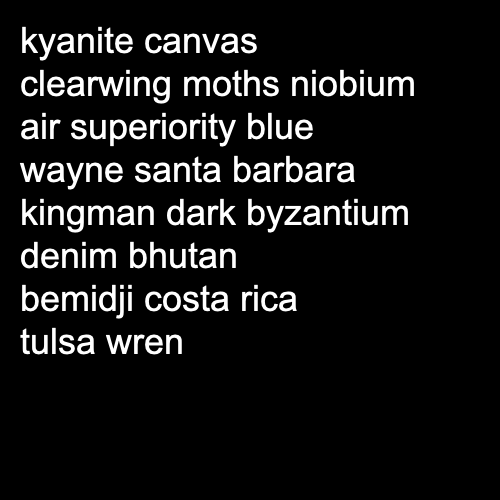 kyanite canvas
clearwing moths niobium
air superiority blue
wayne santa barbara
kingman dark byzantium
denim bhutan
bemidji costa rica
tulsa wren